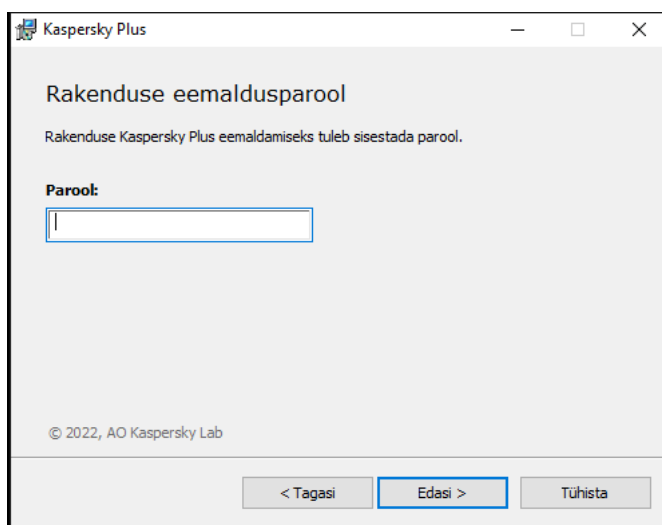 Kaspersky Plus
Rakenduse eemaldusparool
Rakenduse Kaspersky Plus eemaldamiseks tuleb sisestada parool.
Parool:
© 2022, AO Kaspersky Lab
< Tagasi
Edasi >
Tühista